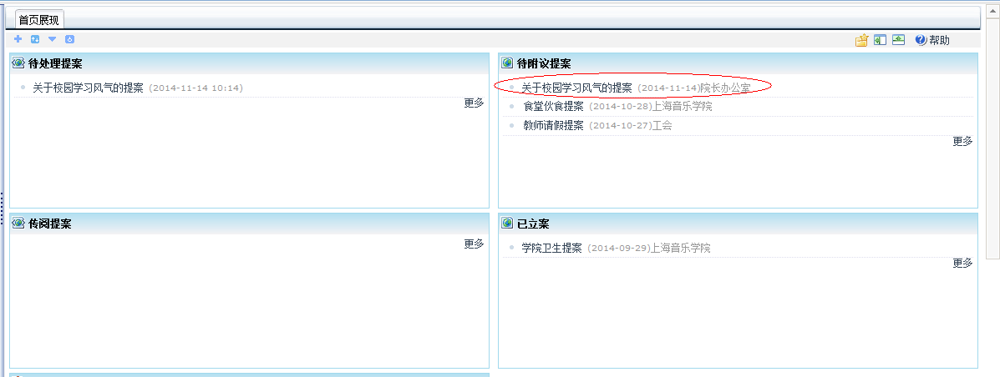 首页展现
帮助
待处理提案
关于校园学习风气的提案 (2014-11-14 10:14)
更多
待附议提案
关于校园学习风气的提案 (2014-11-14)院长办公室
食堂伙食提案 (2014-10-28)上海音乐学院
教师请假提案 (2014-10-27)工会
更多
传阅提案
更多
已立案
学院卫生提案 (2014-09-29)上海音乐学院
更多